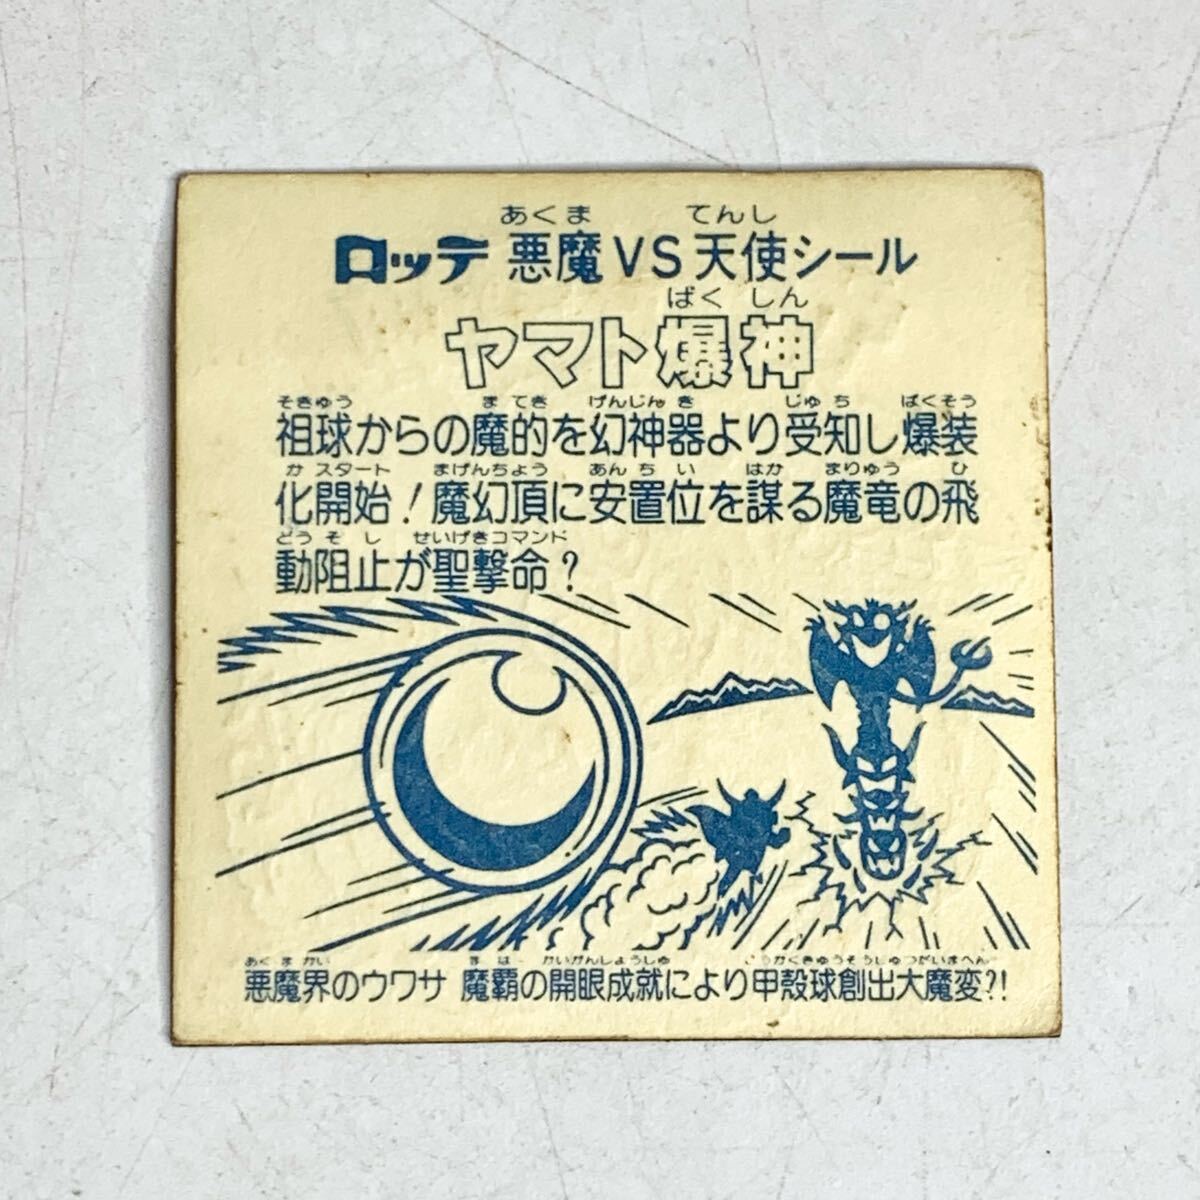 あくま てんし
ロッテ 悪魔VS天使シール
ばくしん
ヤマト爆神
そきゅう まてき げんじんき じゅち ばくそう
祖球からの魔的を幻神器より受知し爆装
か スタート まげんちょう あんちい はか まりゅう ひ
化開始!魔幻頂に安置位を謀る魔竜の飛
どうそし せいげきコマンド
動阻止が聖撃命?
あくまかい まは かいがんしょうじゅ うかくきゅうそうしゅつだいまへん
悪魔界のウワサ 魔覇の開眼成就により甲殻球創出大魔変?!